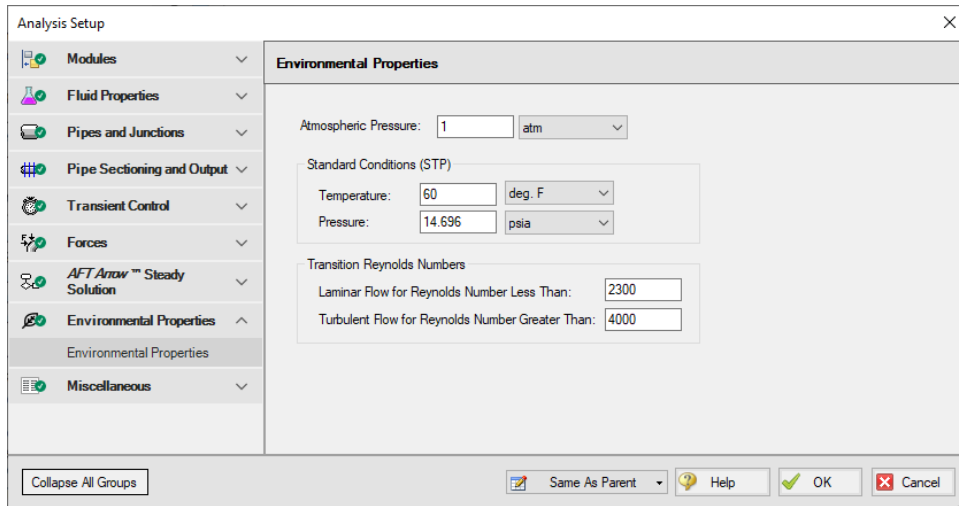 Analysis Setup
Modules
Fluid Properties
Pipes and Junctions
Pipe Sectioning and Output
Transient Control
Forces
AFT Arrow ™ Steady
Solution
Environmental Properties
Environmental Properties
Miscellaneous
Environmental Properties
Atmospheric Pressure: 1 atm
Standard Conditions (STP)
Temperature: 60 deg. F
Pressure: 14.696 psia
Transition Reynolds Numbers
Laminar Flow for Reynolds Number Less Than: 2300
Turbulent Flow for Reynolds Number Greater Than: 4000
Collapse All Groups
Same As Parent
Help
OK
Cancel